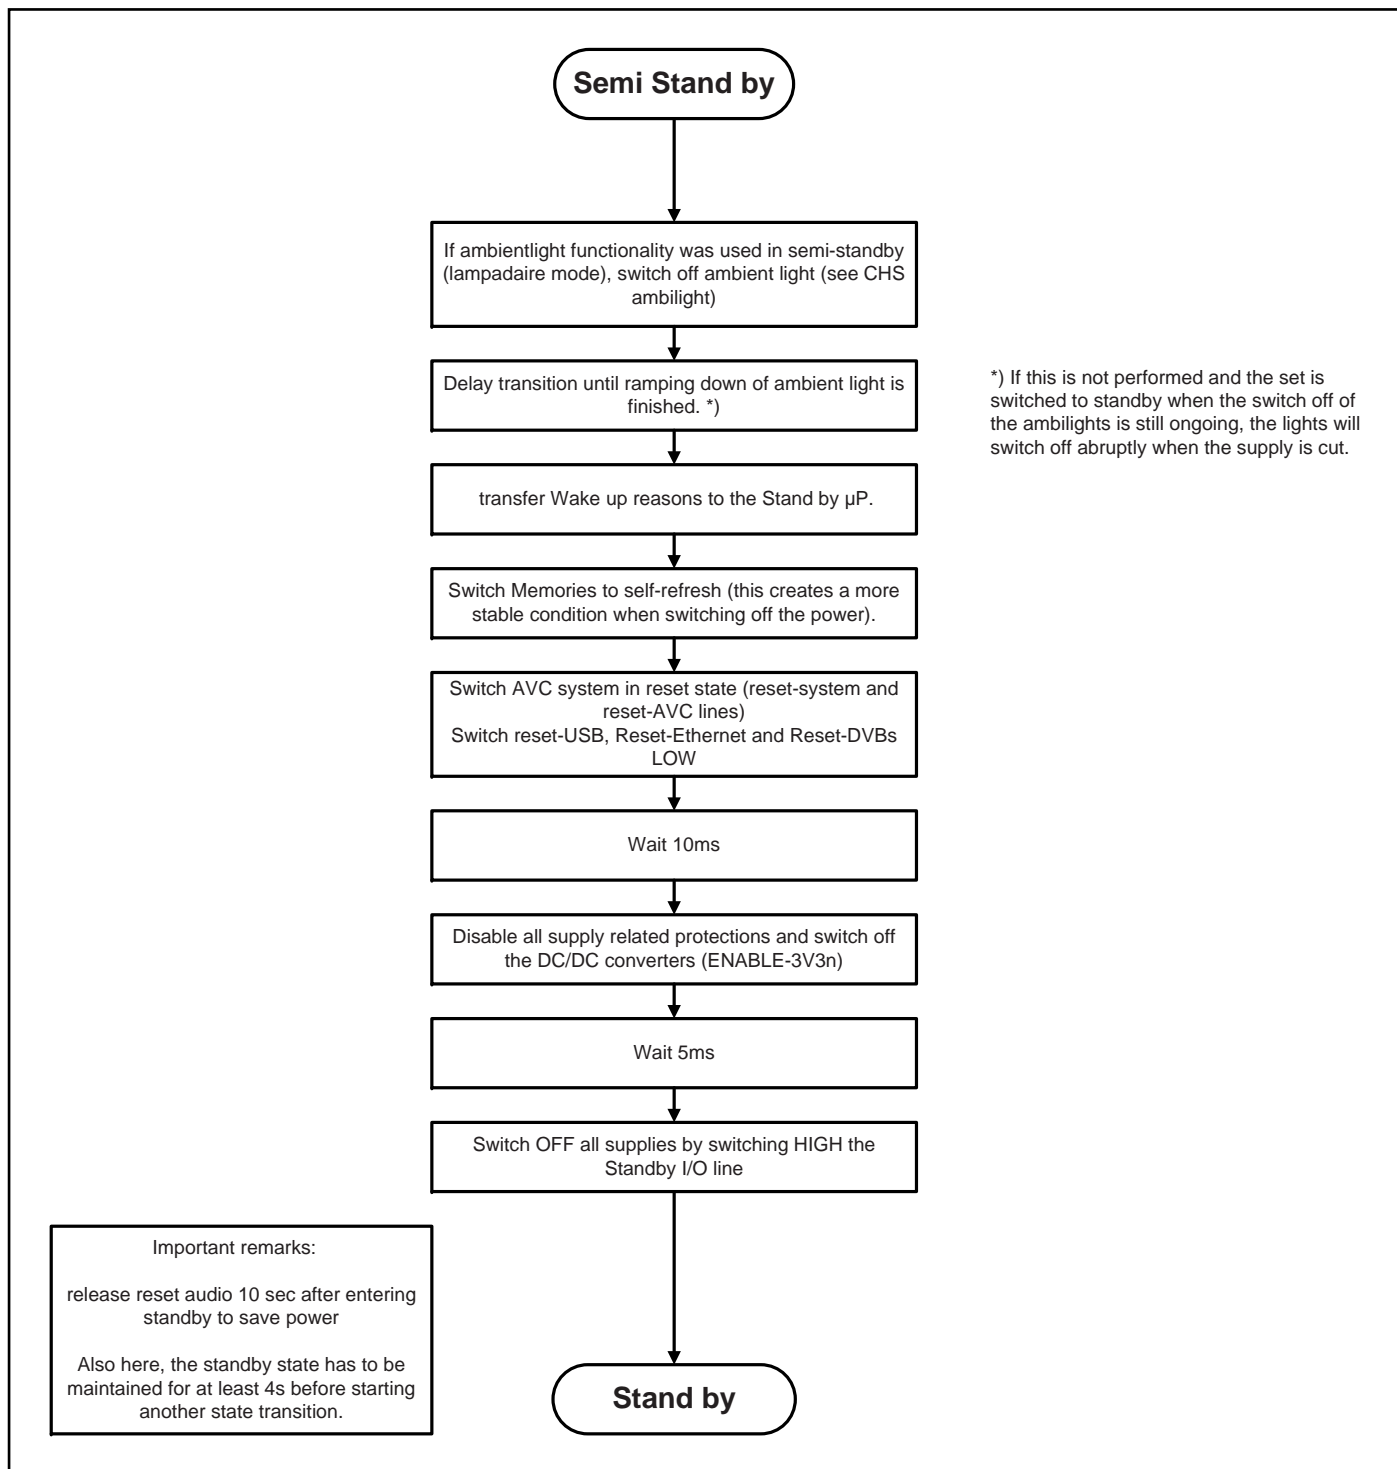 Semi Stand by
If ambientlight functionality was used in semi-standby
(lampadaire mode), switch off ambient light (see CHS
ambilight)
Delay transition until ramping down of ambient light is
finished. *)
*) If this is not performed and the set is
switched to standby when the switch off of
the ambilights is still ongoing, the lights will
switch off abruptly when the supply is cut.
transfer Wake up reasons to the Stand by µP.
Switch Memories to self-refresh (this creates a more
stable condition when switching off the power).
Switch AVC system in reset state (reset-system and
reset-AVC lines)
Switch reset-USB, Reset-Ethernet and Reset-DVBs
LOW
Wait 10ms
Disable all supply related protections and switch off
the DC/DC converters (ENABLE-3V3n)
Wait 5ms
Switch OFF all supplies by switching HIGH the
Standby I/O line
Important remarks:
release reset audio 10 sec after entering
standby to save power
Also here, the standby state has to be
maintained for at least 4s before starting
another state transition.
Stand by